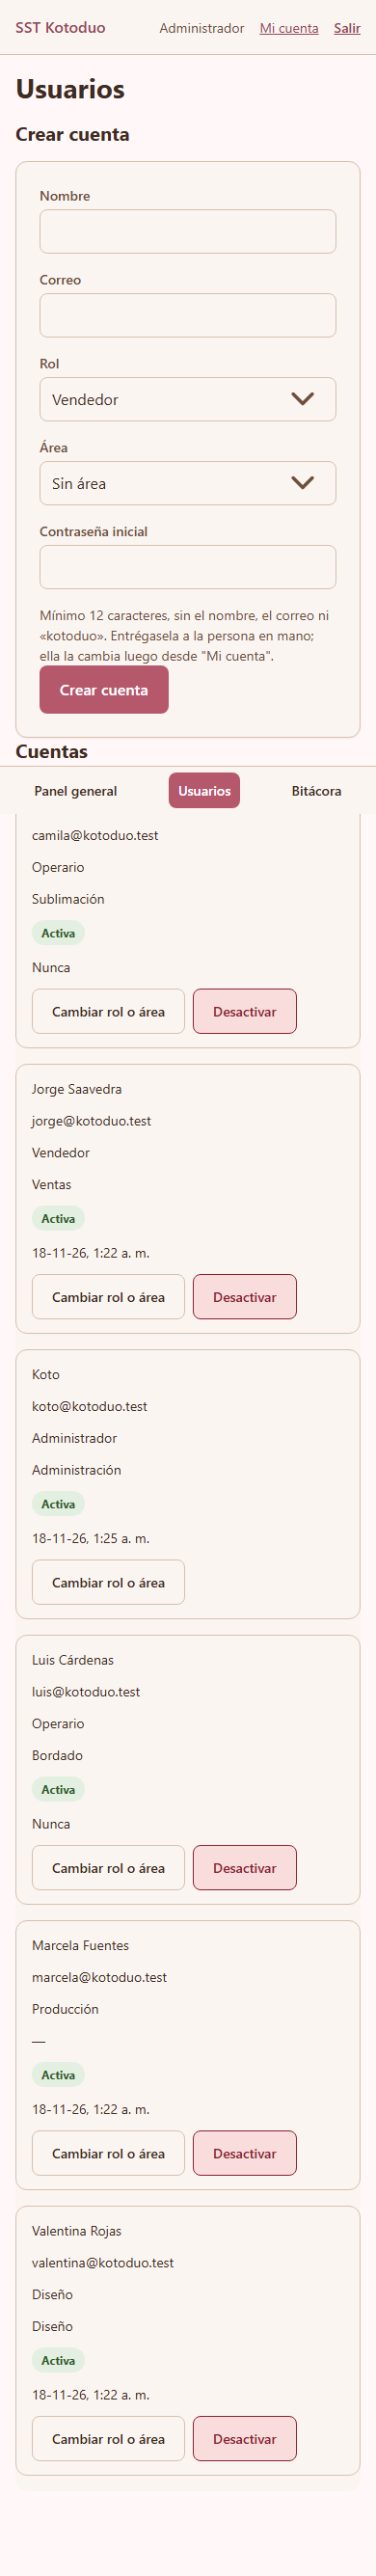 SST Kotoduo Administrador Mi cuenta Salir
Usuarios
Crear cuenta
Nombre
Correo
Rol
Vendedor
Área
Sin área
Contraseña inicial
Mínimo 12 caracteres, sin el nombre, el correo ni
«kotoduo». Entrégasela a la persona en mano;
ella la cambia luego desde "Mi cuenta".
Crear cuenta
Cuentas
Panel general Usuarios Bitácora
camila@kotoduo.test
Operario
Sublimación
Activa
Nunca
Cambiar rol o área Desactivar
Jorge Saavedra
jorge@kotoduo.test
Vendedor
Ventas
Activa
18-11-26, 1:22 a. m.
Cambiar rol o área Desactivar
Koto
koto@kotoduo.test
Administrador
Administración
Activa
18-11-26, 1:25 a. m.
Cambiar rol o área
Luis Cárdenas
luis@kotoduo.test
Operario
Bordado
Activa
Nunca
Cambiar rol o área Desactivar
Marcela Fuentes
marcela@kotoduo.test
Producción
—
Activa
18-11-26, 1:22 a. m.
Cambiar rol o área Desactivar
Valentina Rojas
valentina@kotoduo.test
Diseño
Diseño
Activa
18-11-26, 1:22 a. m.
Cambiar rol o área Desactivar